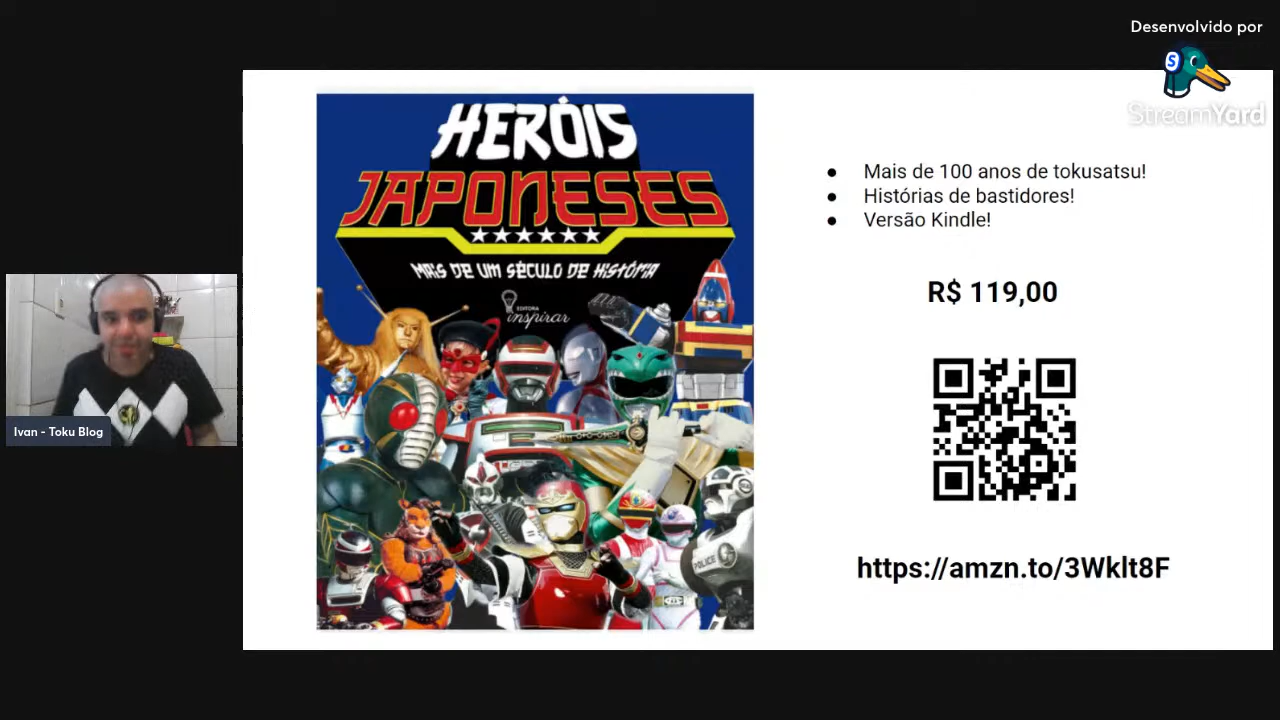 Desenvolvido por
StreamYard
HERÓIS
JAPONESES
MAIS DE UM SÉCULO DE HISTÓRIA
EDITORA
inspirar
POLICE
Mais de 100 anos de tokusatsu!
Histórias de bastidores!
Versão Kindle!
R$ 119,00
https://amzn.to/3Wklt8F
Ivan - Toku Blog